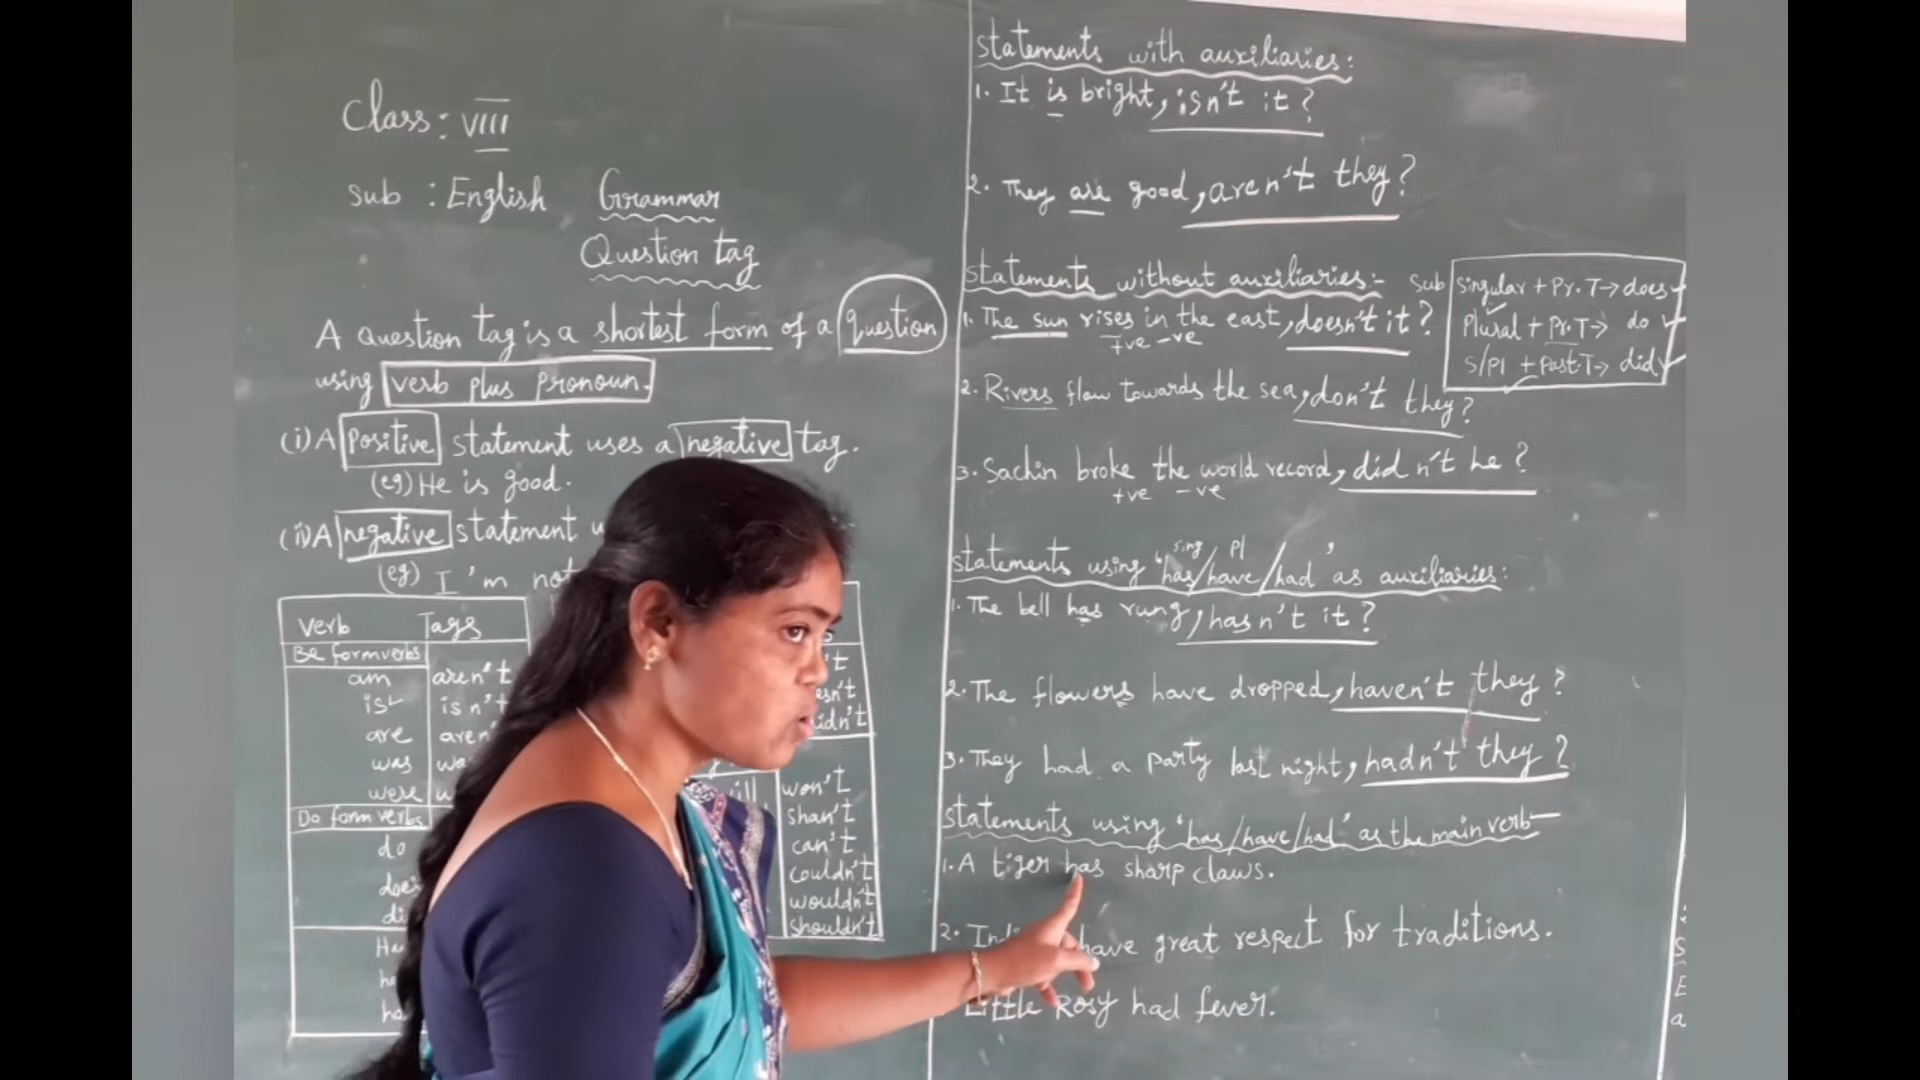 Class: VIII
Sub : English Grammar
Question tag
A Question tag is a shortest form of a question
using verb plus pronoun.
(i) A Positive statement uses a negative tag.
(eg) He is good.
(ii) A negative statement
(eg) I'm not
Verb Tags
Be form verbs
am aren't
is isn't
are aren'
was
were
Do form verbs
do
won't
shan't
can't
couldn't
wouldn't
shouldn't
statements with auxiliaries:
1. It is bright, isn't it?
2. They are good, aren't they?
statements without auxiliaries:-
1. The sun rises in the east, doesn't it?
+ve -ve
2. Rivers flow towards the sea, don't they?
3. Sachin broke the world record, didn't he?
+ve -ve
Sub Singular + Pr.T → does
Plural + Pr.T → do
S/Pl + past.T → did
sing pl
statements using 'has/have/had' as auxiliaries:
1. The bell has rung, hasn't it?
2. The flowers have dropped, haven't they?
3. They had a party last night, hadn't they?
statements using 'has/have/had' as the main verb
1. A tiger has sharp claws.
2. have great respect for traditions.
Little Rosy had fever.